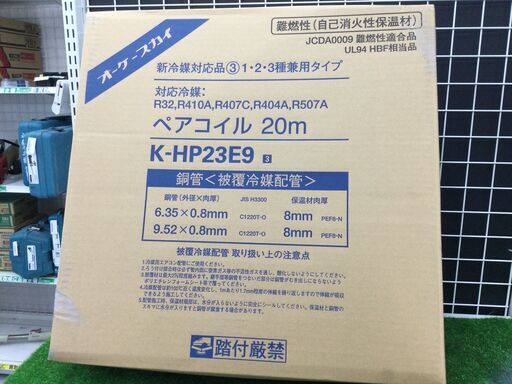 難燃性(自己消火性保温材)
JCDA0009 難燃性適合品
UL94 HBF相当品
オーケースカイ
新冷媒対応品③1・2・3種兼用タイプ
対応冷媒:
R32,R410A,R407C,R404A,R507A
ペアコイル 20m
K-HP23E9 3
銅管<被覆冷媒配管>
銅管(外径×肉厚) JIS H3300 保温材肉厚
6.35×0.8mm C1220T-O 8mm PEF8-N
9.52×0.8mm C1220T-O 8mm PEF8-N
被覆冷媒配管 取り扱い上の注意点
踏付厳禁